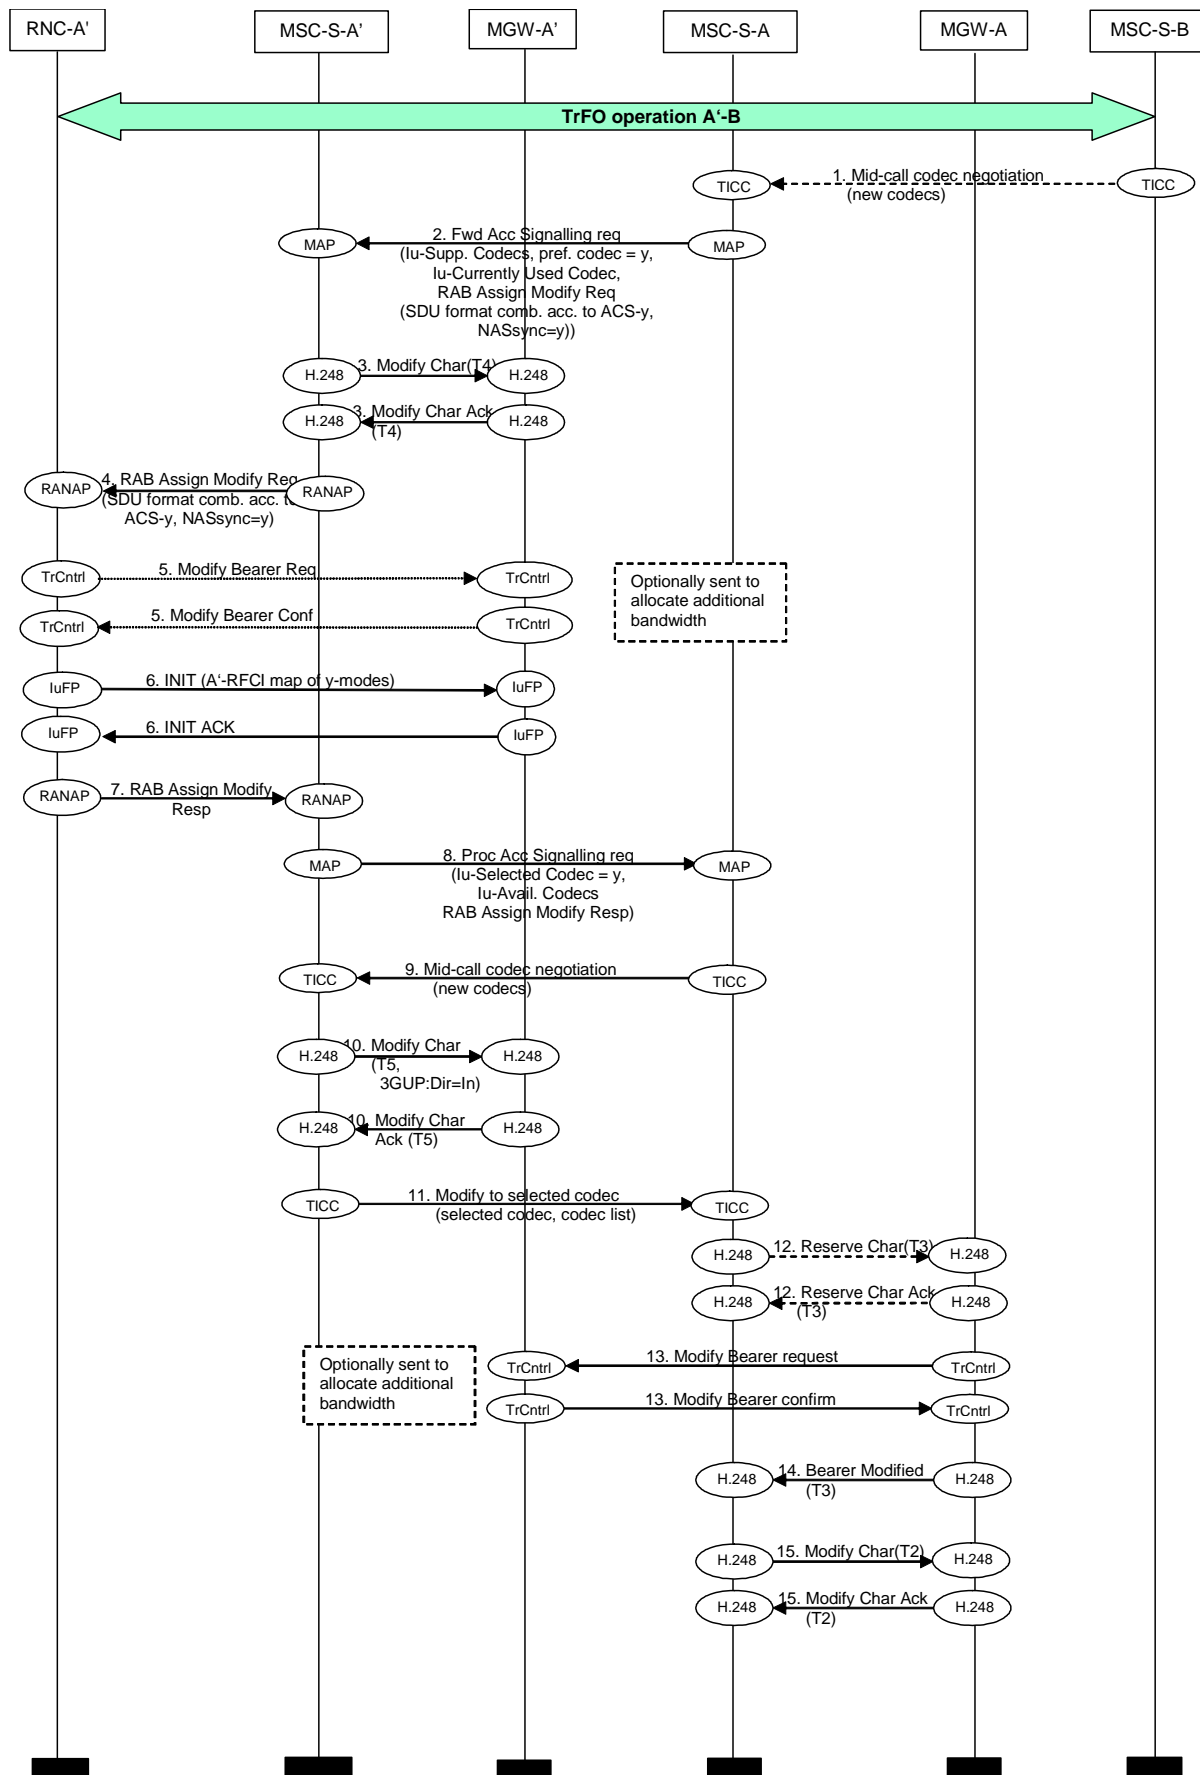 RNC-A' MSC-S-A’ MGW-A’ MSC-S-A MGW-A MSC-S-B
TrFO operation A‘-B
1. Mid-call codec negotiation
(new codecs)
TICC TICC
2. Fwd Acc Signalling req
(Iu-Supp. Codecs, pref. codec = y,
Iu-Currently Used Codec,
RAB Assign Modify Req
(SDU format comb. acc. to ACS-y,
NASsync=y))
MAP MAP
H.248 3. Modify Char(T4) H.248
H.248 3. Modify Char Ack H.248
(T4)
RANAP 4. RAB Assign Modify Req RANAP
(SDU format comb. acc. to
ACS-y, NASsync=y)
TrCntrl 5. Modify Bearer Req TrCntrl
TrCntrl 5. Modify Bearer Conf TrCntrl
Optionally sent to
allocate additional
bandwidth
IuFP 6. INIT (A‘-RFCI map of y-modes) IuFP
IuFP 6. INIT ACK IuFP
RANAP 7. RAB Assign Modify RANAP
Resp
MAP 8. Proc Acc Signalling req MAP
(Iu-Selected Codec = y,
Iu-Avail. Codecs
RAB Assign Modify Resp)
TICC 9. Mid-call codec negotiation TICC
(new codecs)
H.248 10. Modify Char H.248
(T5,
3GUP:Dir=In)
H.248 10. Modify Char H.248
Ack (T5)
TICC 11. Modify to selected codec TICC
(selected codec, codec list)
H.248 12. Reserve Char(T3) H.248
H.248 12. Reserve Char Ack H.248
(T3)
Optionally sent to
allocate additional
bandwidth
TrCntrl 13. Modify Bearer request TrCntrl
TrCntrl 13. Modify Bearer confirm TrCntrl
H.248 14. Bearer Modified H.248
(T3)
H.248 15. Modify Char(T2) H.248
H.248 15. Modify Char Ack H.248
(T2)